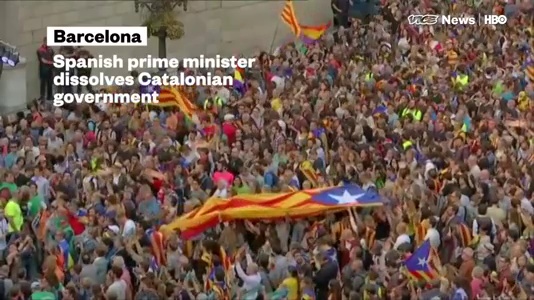 VICE News | HBO
Barcelona
Spanish prime minister
dissolves Catalonian
government